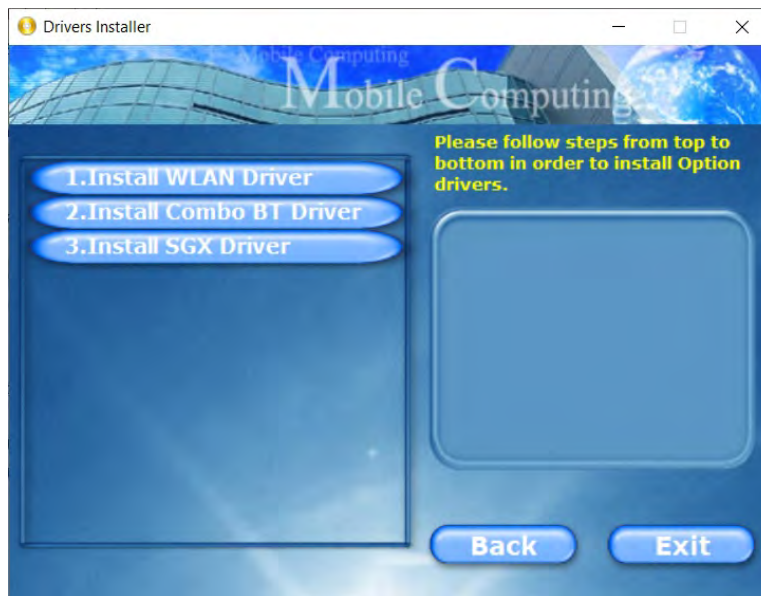 Drivers Installer
Mobile Computing
Mobile Computing
Please follow steps from top to
bottom in order to install Option
drivers.
1.Install WLAN Driver
2.Install Combo BT Driver
3.Install SGX Driver
Back
Exit